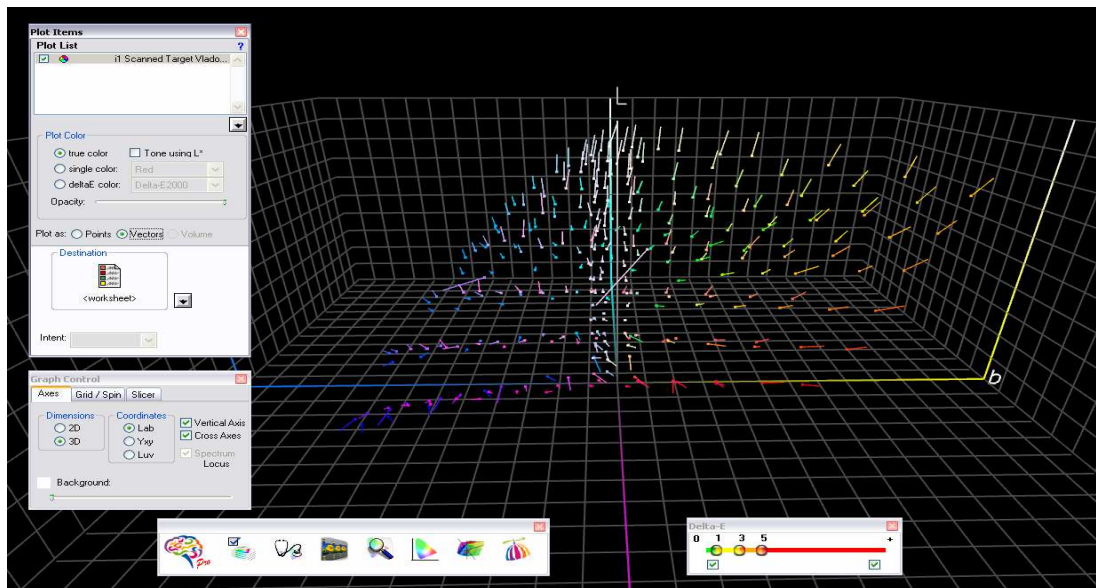 Plot Items
Plot List
?
i1 Scanned Target Vlado...
Plot Color
true color
Tone using L*
single color:
Red
deltaE color:
Delta-E2000
Opacity:
Plot as:
Points
Vectors
Volume
Destination
<worksheet>
Intent:
Graph Control
Axes
Grid / Spin
Slicer
Dimensions
2D
3D
Coordinates
Lab
Yxy
Luv
Vertical Axis
Cross Axes
Spectrum
Locus
Background:
L
b
Pro
Delta-E
0 1 3 5 +